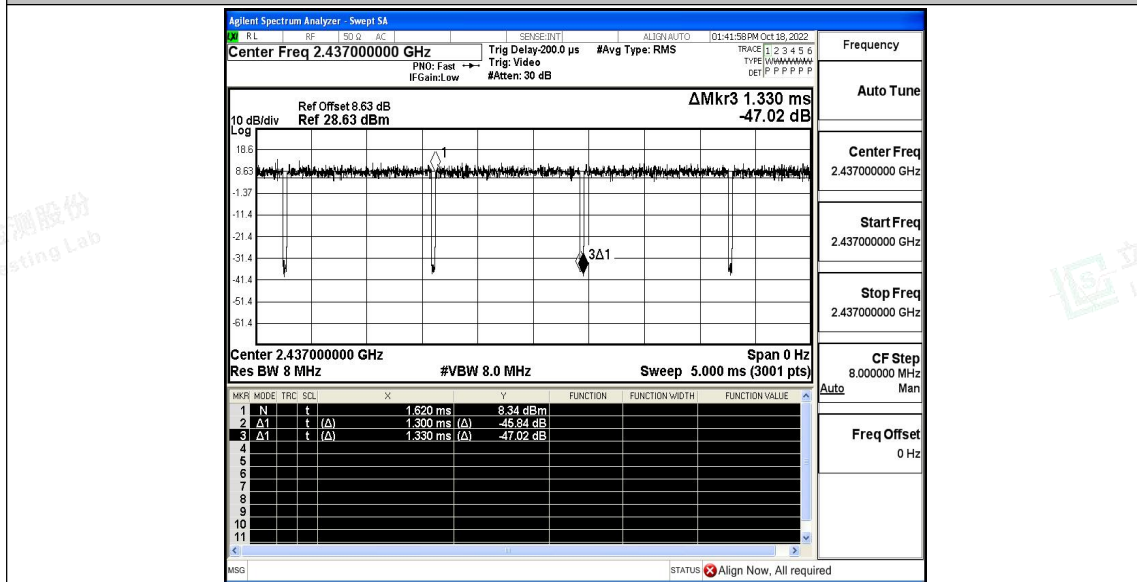 Agilent Spectrum Analyzer - Swept SA
LXI RL RF 50 Ω AC SENSE:INT ALIGN AUTO 01:41:58 PM Oct 18, 2022
Center Freq 2.437000000 GHz
PNO: Fast
IFGain:Low
Trig Delay-200.0 µs
Trig: Video
#Atten: 30 dB
#Avg Type: RMS
TRACE 1 2 3 4 5 6
TYPE WWWWWW
DET P P P P P P
ΔMkr3 1.330 ms
-47.02 dB
Ref Offset 8.63 dB
10 dB/div Ref 28.63 dBm
Log
18.6
8.63
-1.37
-11.4
-21.4
-31.4
-41.4
-51.4
-61.4
1
3Δ1
Center 2.437000000 GHz Span 0 Hz
Res BW 8 MHz #VBW 8.0 MHz Sweep 5.000 ms (3001 pts)
MKR MODE TRC SCL X Y FUNCTION FUNCTION WIDTH FUNCTION VALUE
1 N t 1.620 ms 8.34 dBm
2 Δ1 t (Δ) 1.300 ms (Δ) -45.84 dB
3 Δ1 t (Δ) 1.330 ms (Δ) -47.02 dB
4
5
6
7
8
9
10
11
MSG STATUS Align Now, All required
Frequency
Auto Tune
Center Freq
2.437000000 GHz
Start Freq
2.437000000 GHz
Stop Freq
2.437000000 GHz
CF Step
8.000000 MHz
Auto Man
Freq Offset
0 Hz
测股份
sting Lab
立